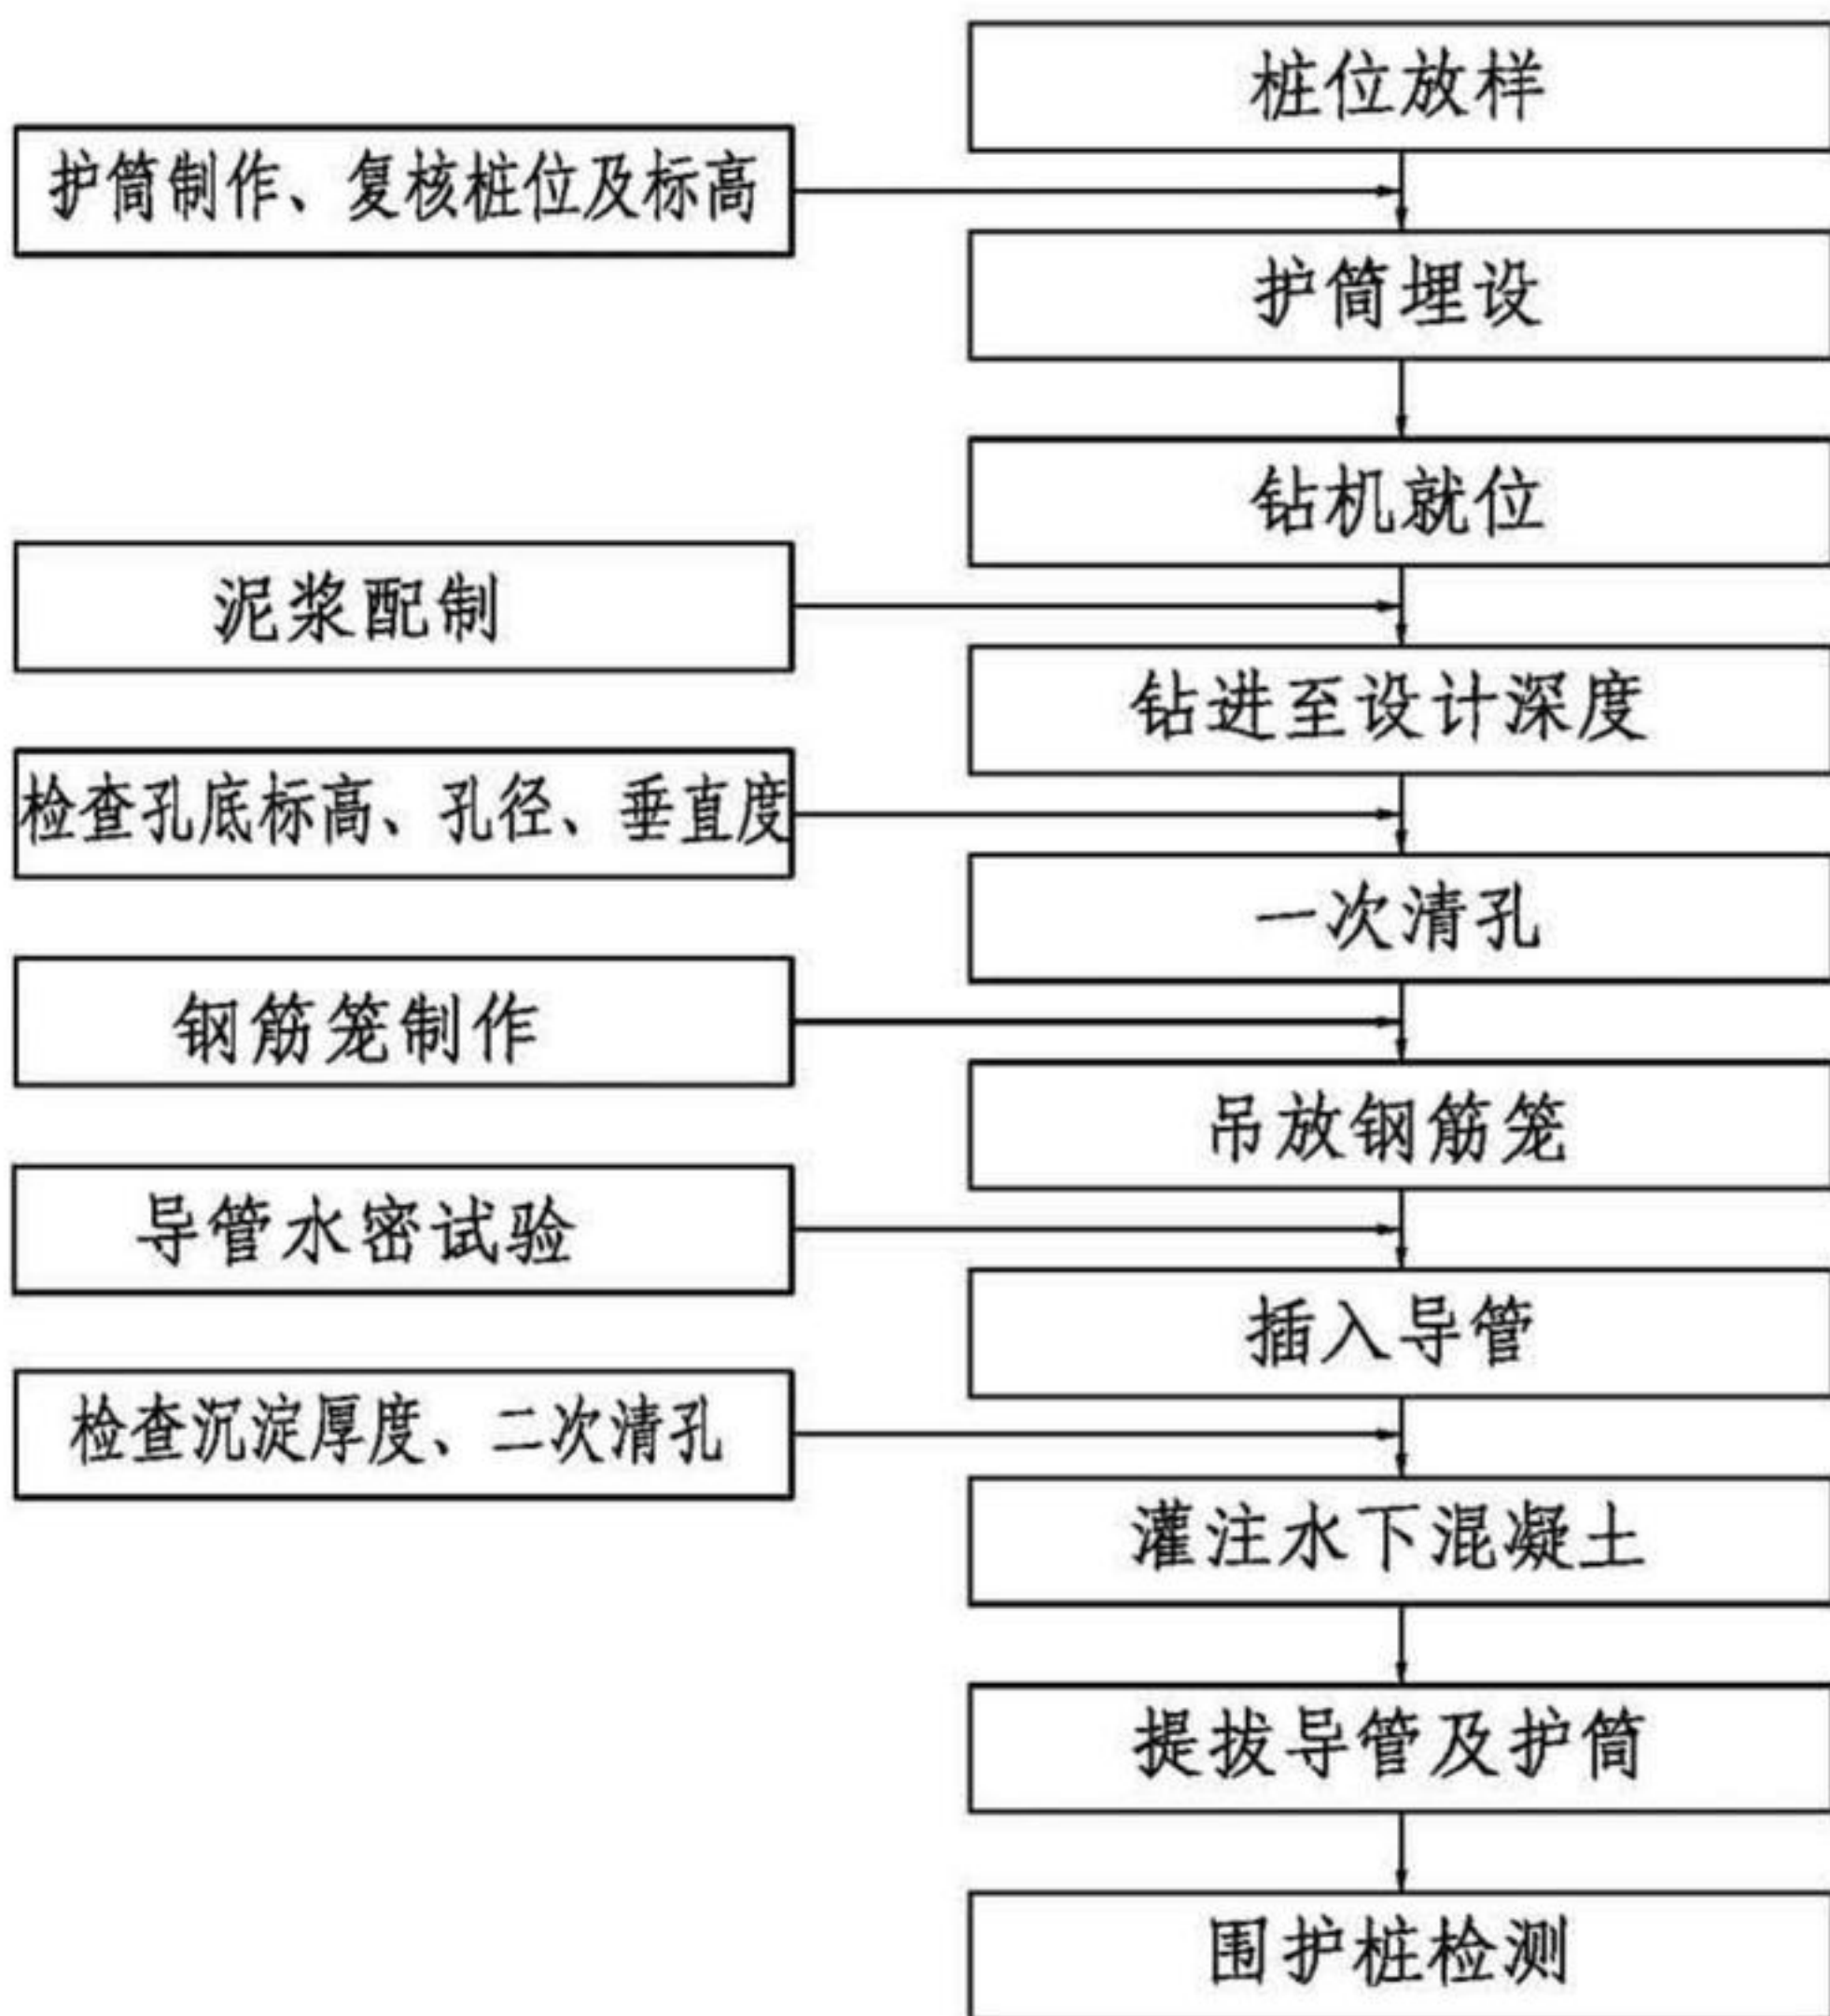 桩位放样
护筒制作、复核桩位及标高
护筒埋设
钻机就位
泥浆配制
钻进至设计深度
检查孔底标高、孔径、垂直度
一次清孔
钢筋笼制作
吊放钢筋笼
导管水密试验
插入导管
检查沉淀厚度、二次清孔
灌注水下混凝土
提拔导管及护筒
围护桩检测